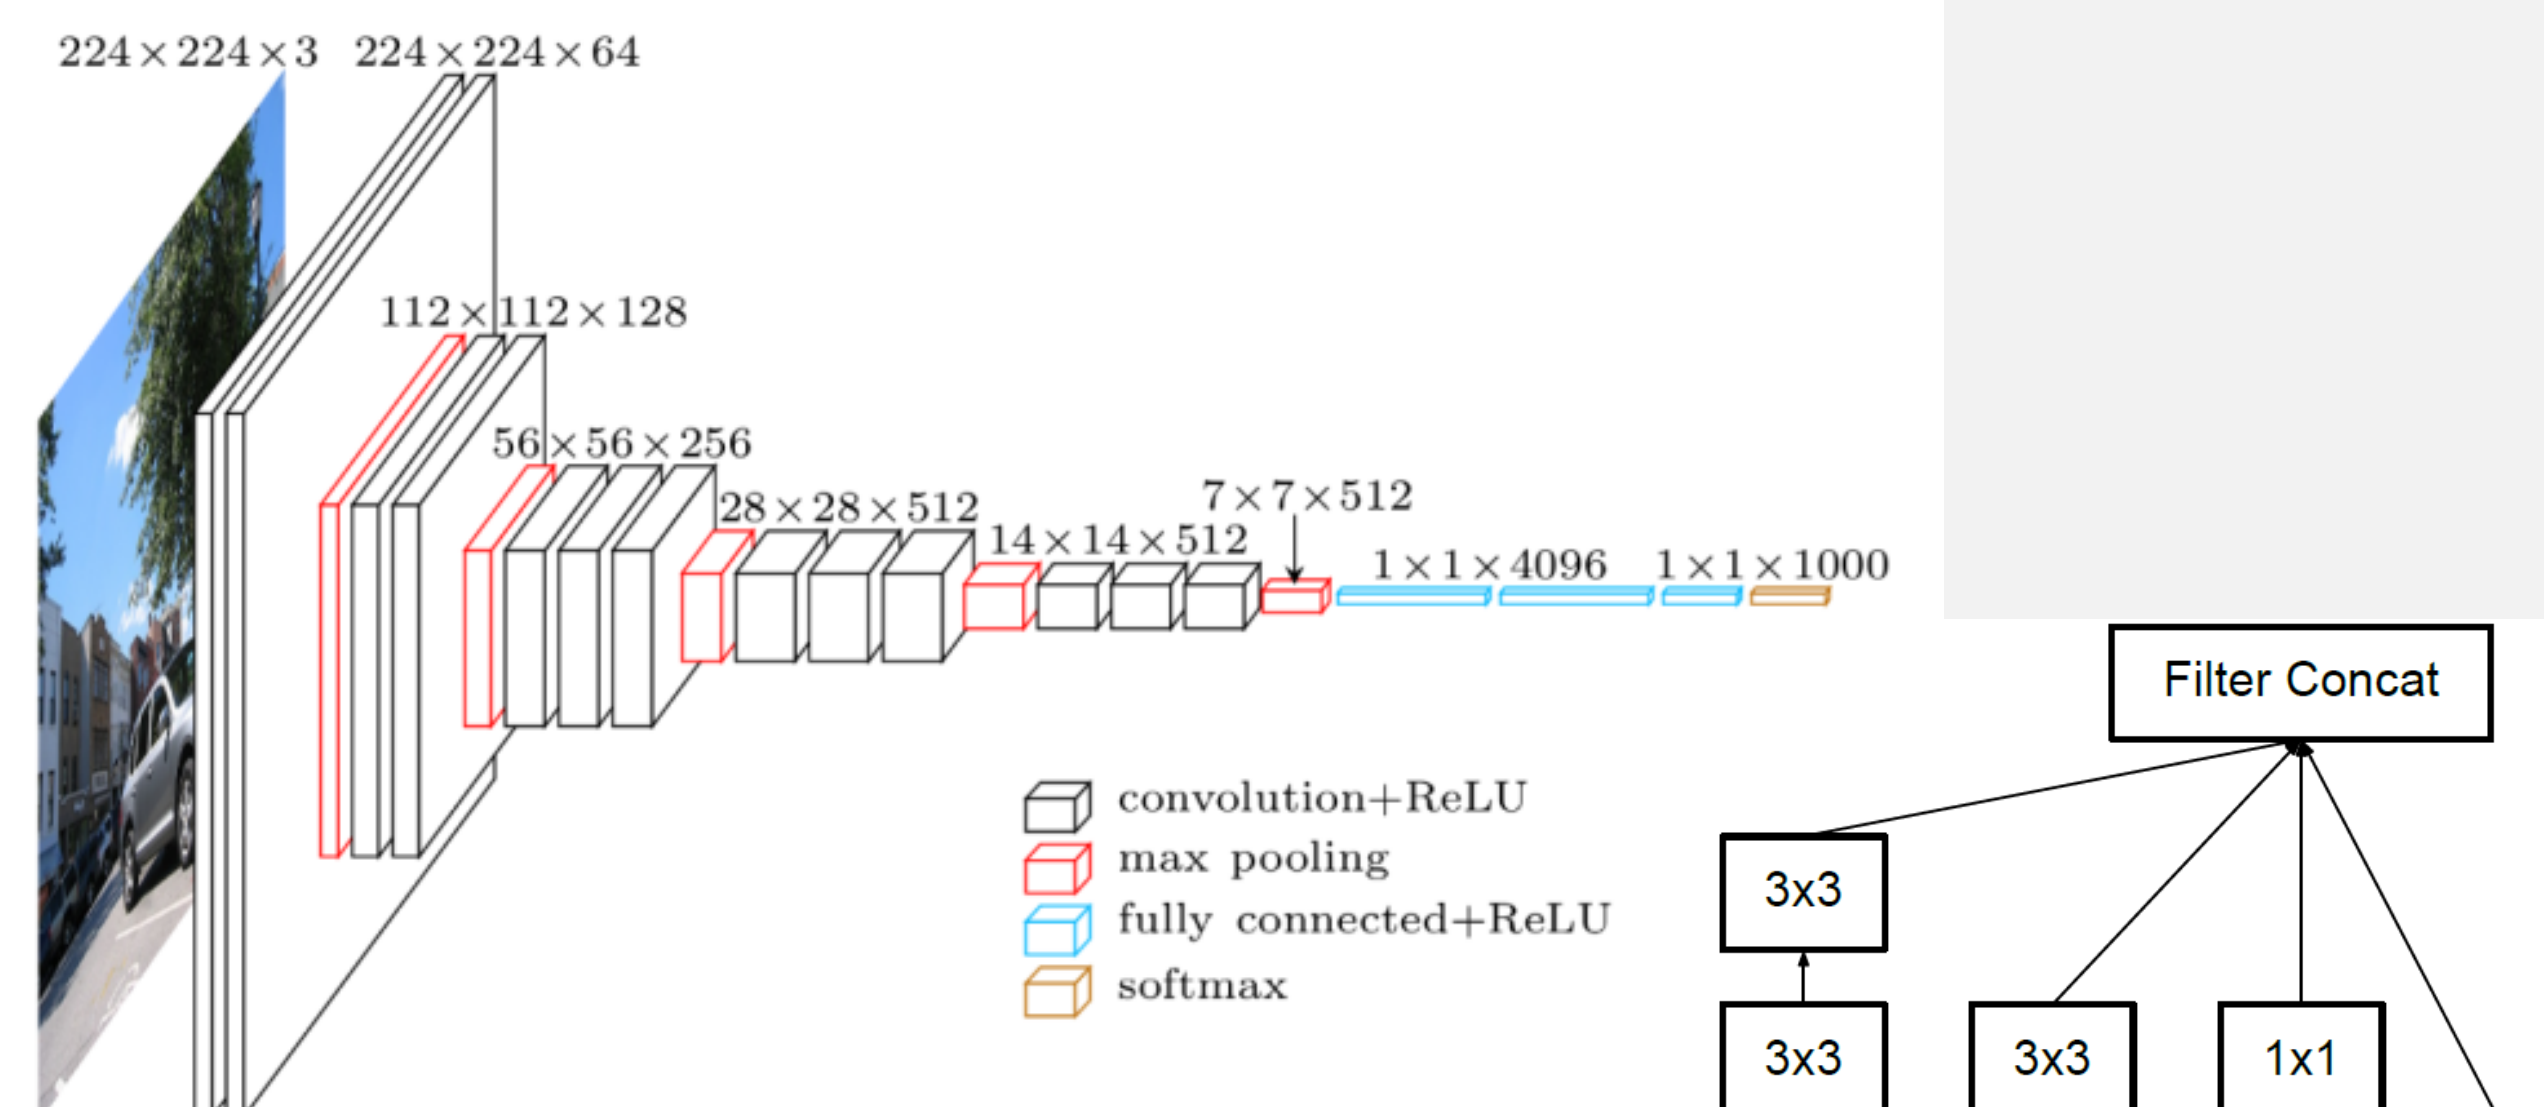 224×224×3
224×224×64
112×112×128
56×56×256
28×28×512
14×14×512
7×7×512
1×1×4096
1×1×1000
convolution+ReLU
max pooling
fully connected+ReLU
softmax
Filter Concat
3x3
3x3
3x3
1x1